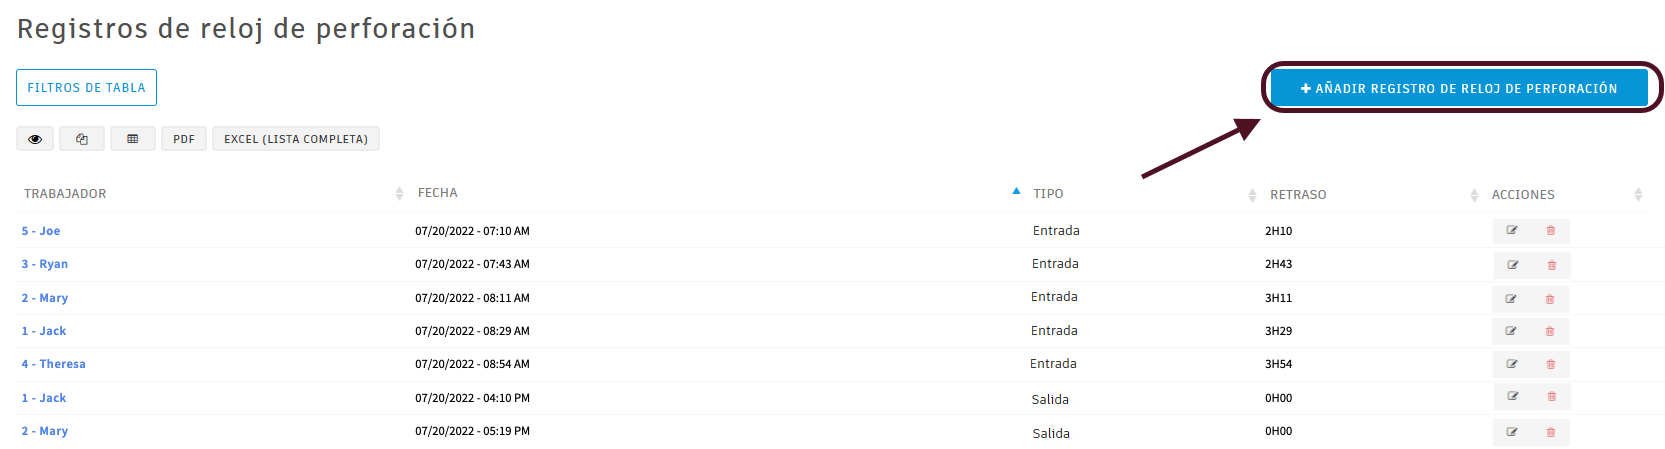 Registros de reloj de perforación
FILTROS DE TABLA
AÑADIR REGISTRO DE RELOJ DE PERFORACIÓN
PDF EXCEL (LISTA COMPLETA)
TRABAJADOR FECHA TIPO RETRASO ACCIONES
5 - Joe 07/20/2022 - 07:10 AM Entrada 2H10
3 - Ryan 07/20/2022 - 07:43 AM Entrada 2H43
2 - Mary 07/20/2022 - 08:11 AM Entrada 3H11
1 - Jack 07/20/2022 - 08:29 AM Entrada 3H29
4 - Theresa 07/20/2022 - 08:54 AM Entrada 3H54
1 - Jack 07/20/2022 - 04:10 PM Salida 0H00
2 - Mary 07/20/2022 - 05:19 PM Salida 0H00